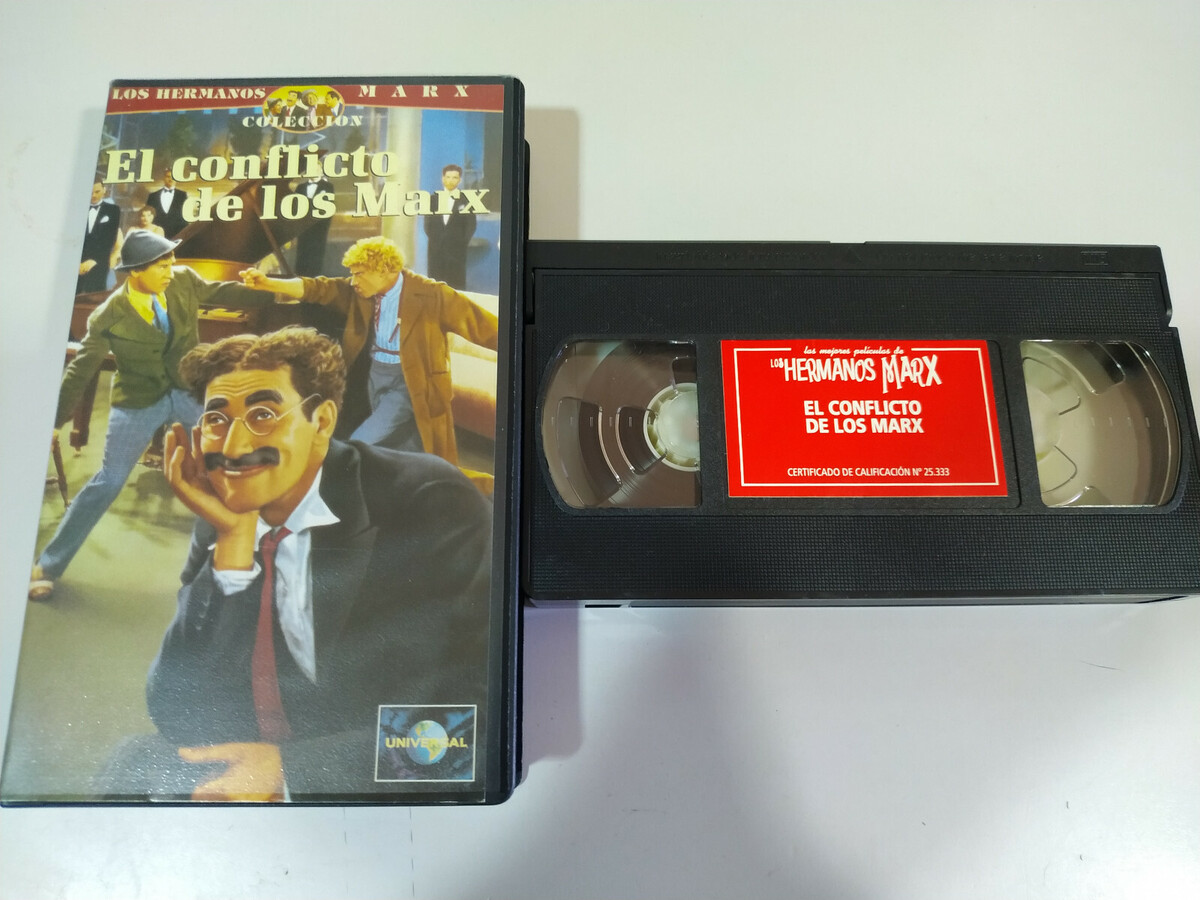 LOS HERMANOS MARX
COLECCION
El conflicto
de los Marx
UNIVERSAL
las mejores películas de
LOS HERMANOS MARX
EL CONFLICTO
DE LOS MARX
CERTIFICADO DE CALIFICACIÓN Nº 25.333